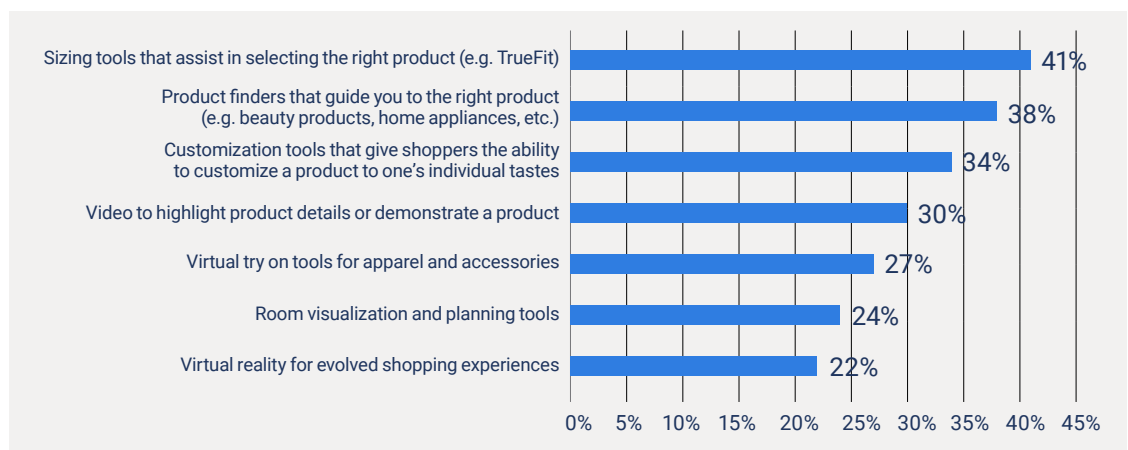 Sizing tools that assist in selecting the right product (e.g. TrueFit)
41%
Product finders that guide you to the right product
(e.g. beauty products, home appliances, etc.)
38%
Customization tools that give shoppers the ability
to customize a product to one’s individual tastes
34%
Video to highlight product details or demonstrate a product
30%
Virtual try on tools for apparel and accessories
27%
Room visualization and planning tools
24%
Virtual reality for evolved shopping experiences
22%
0% 5% 10% 15% 20% 25% 30% 35% 40% 45%